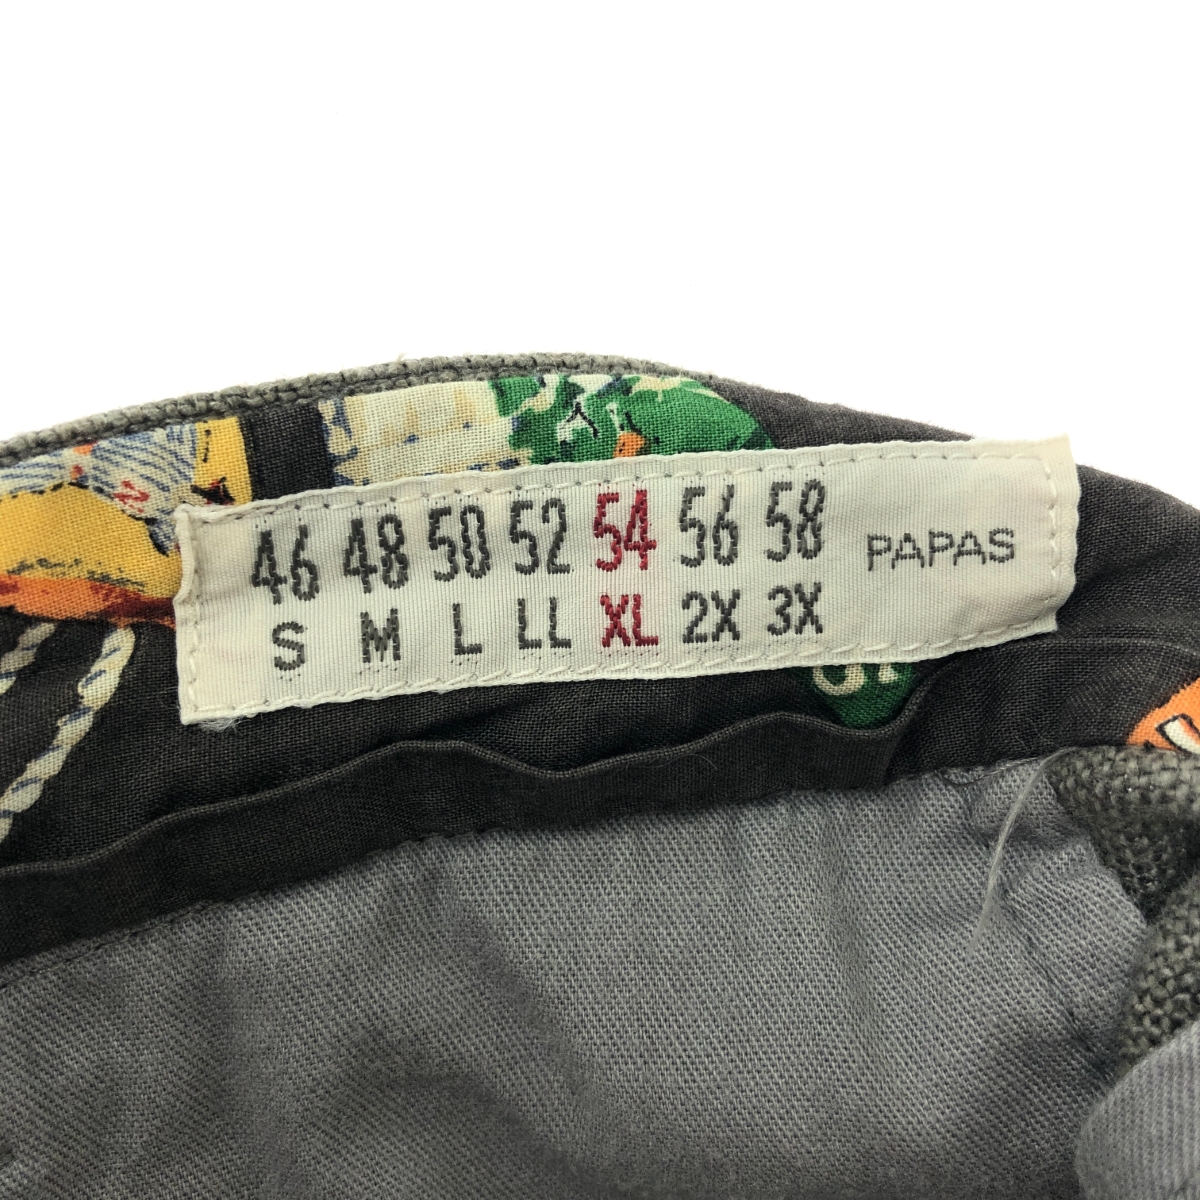 46 48 50 52 54 56 58 PAPAS
S M L LL XL 2X 3X